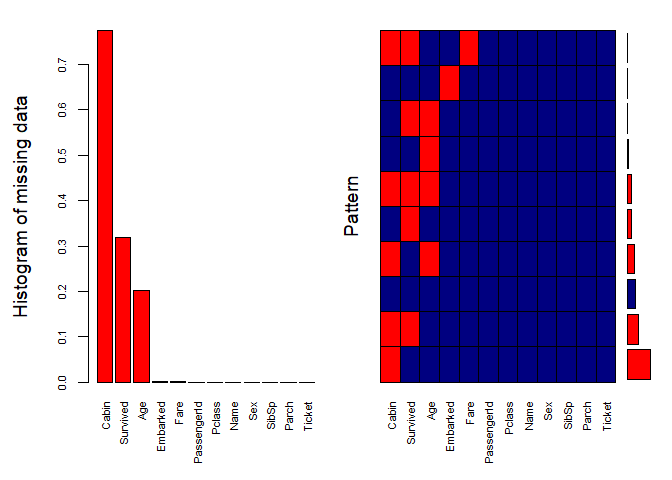 Histogram of missing data
0.7
0.6
0.5
0.4
0.3
0.2
0.1
0.0
Cabin
Survived
Age
Embarked
Fare
PassengerId
Pclass
Name
Sex
SibSp
Parch
Ticket
Pattern
Cabin
Survived
Age
Embarked
Fare
PassengerId
Pclass
Name
Sex
SibSp
Parch
Ticket